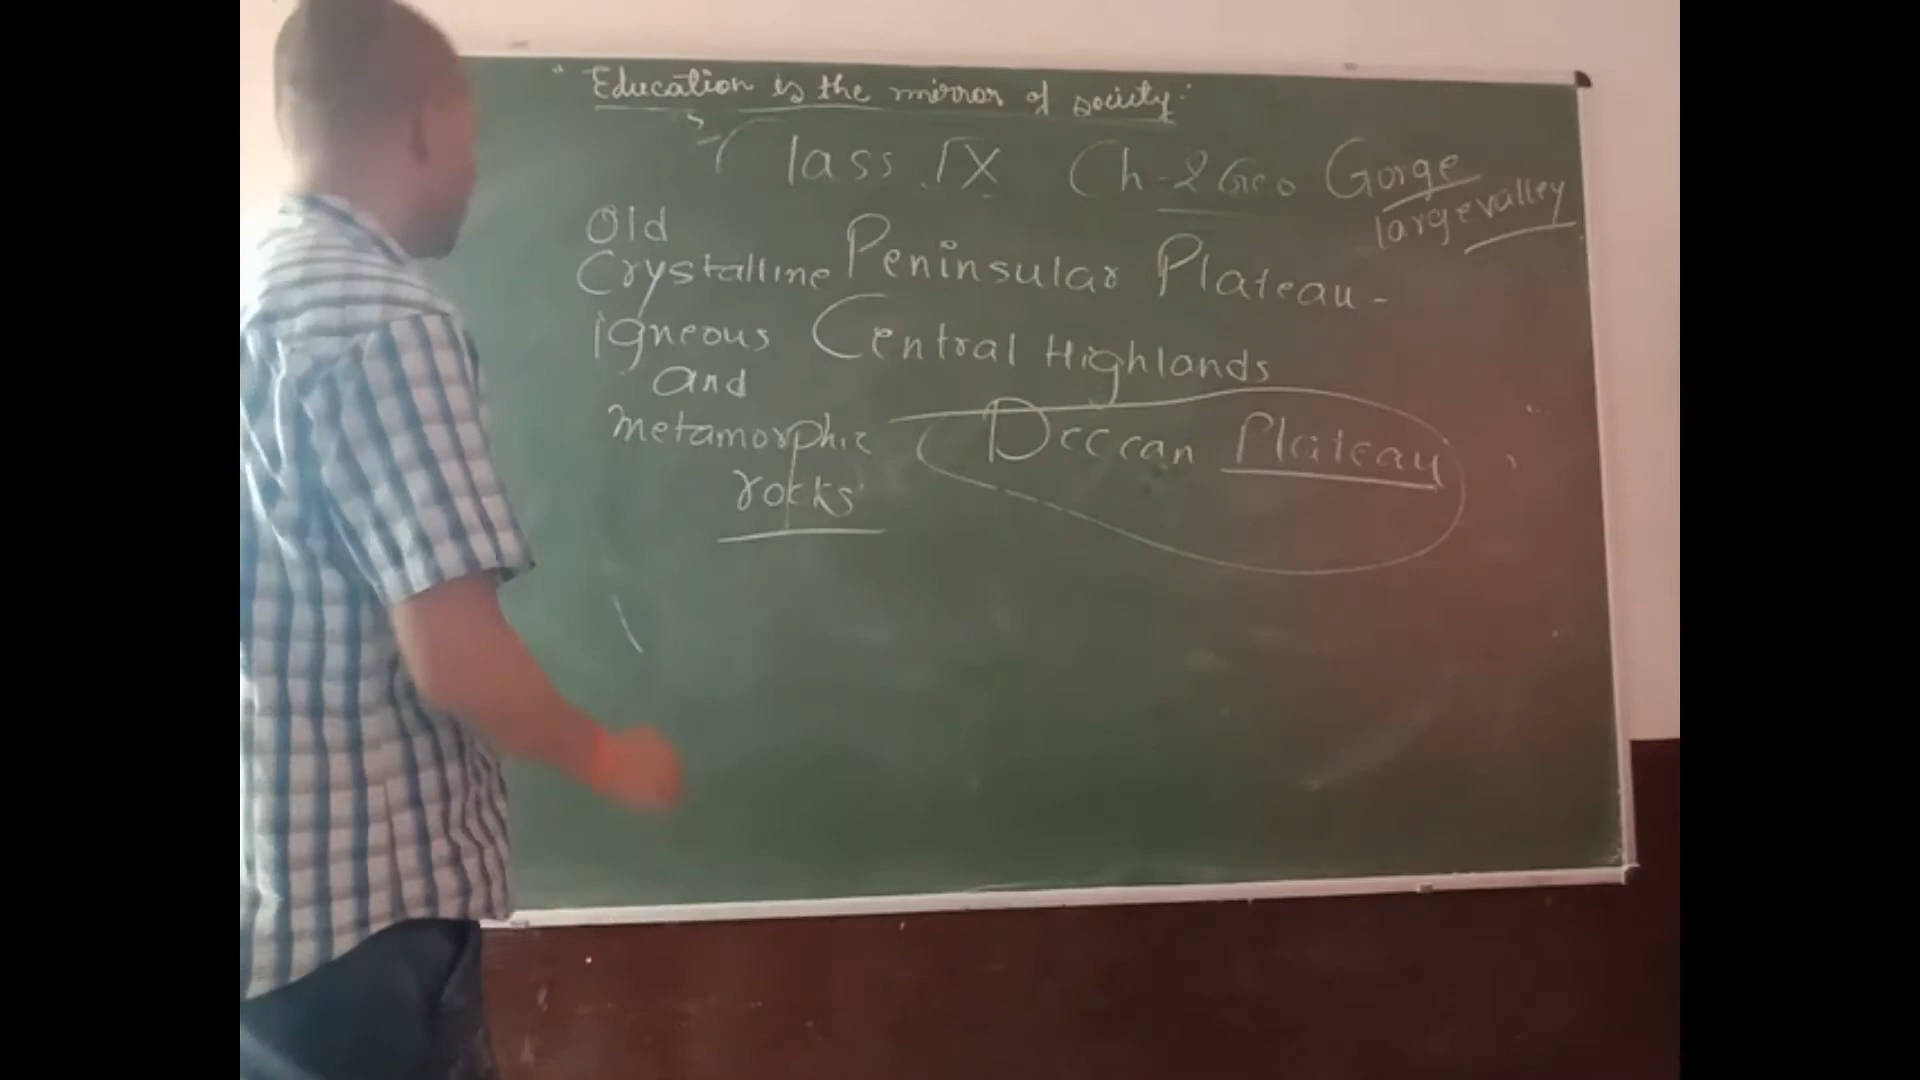 "Education is the mirror of society."
Class IX Ch-2 Geo
Gorge
large valley
Old
Crystalline
igneous
and
metamorphic
rocks
Peninsular Plateau -
Central Highlands
Deccan Plateau